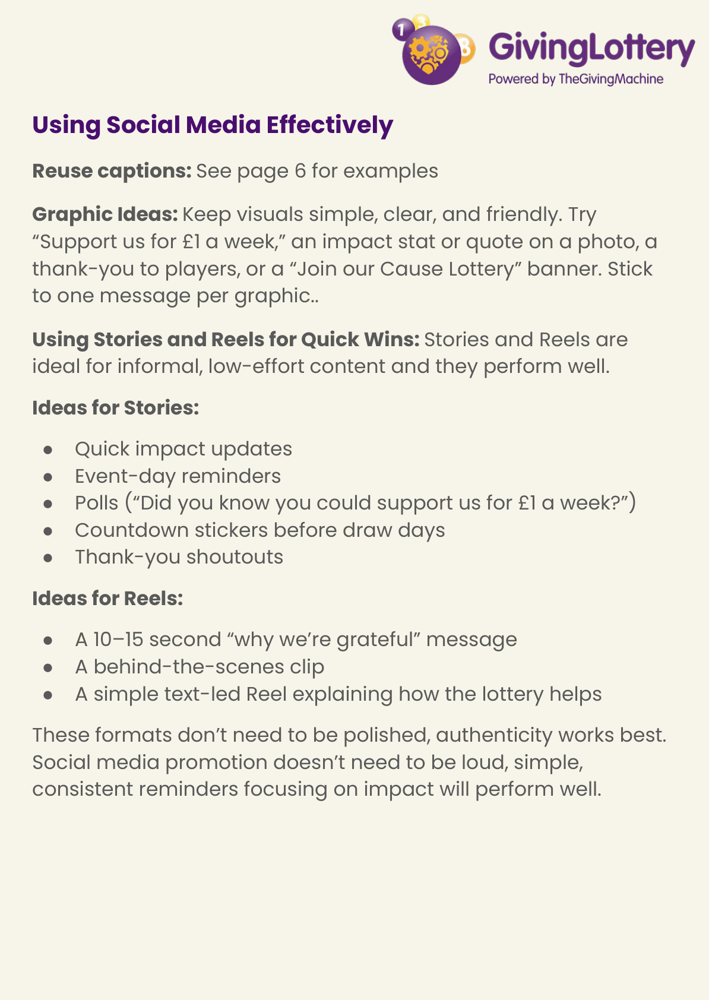 1
3
8
GivingLottery
Powered by TheGivingMachine
Using Social Media Effectively
Reuse captions: See page 6 for examples
Graphic Ideas: Keep visuals simple, clear, and friendly. Try
“Support us for £1 a week,” an impact stat or quote on a photo, a
thank-you to players, or a “Join our Cause Lottery” banner. Stick
to one message per graphic..
Using Stories and Reels for Quick Wins: Stories and Reels are
ideal for informal, low-effort content and they perform well.
Ideas for Stories:
● Quick impact updates
● Event-day reminders
● Polls (“Did you know you could support us for £1 a week?”)
● Countdown stickers before draw days
● Thank-you shoutouts
Ideas for Reels:
● A 10–15 second “why we’re grateful” message
● A behind-the-scenes clip
● A simple text-led Reel explaining how the lottery helps
These formats don’t need to be polished, authenticity works best.
Social media promotion doesn’t need to be loud, simple,
consistent reminders focusing on impact will perform well.